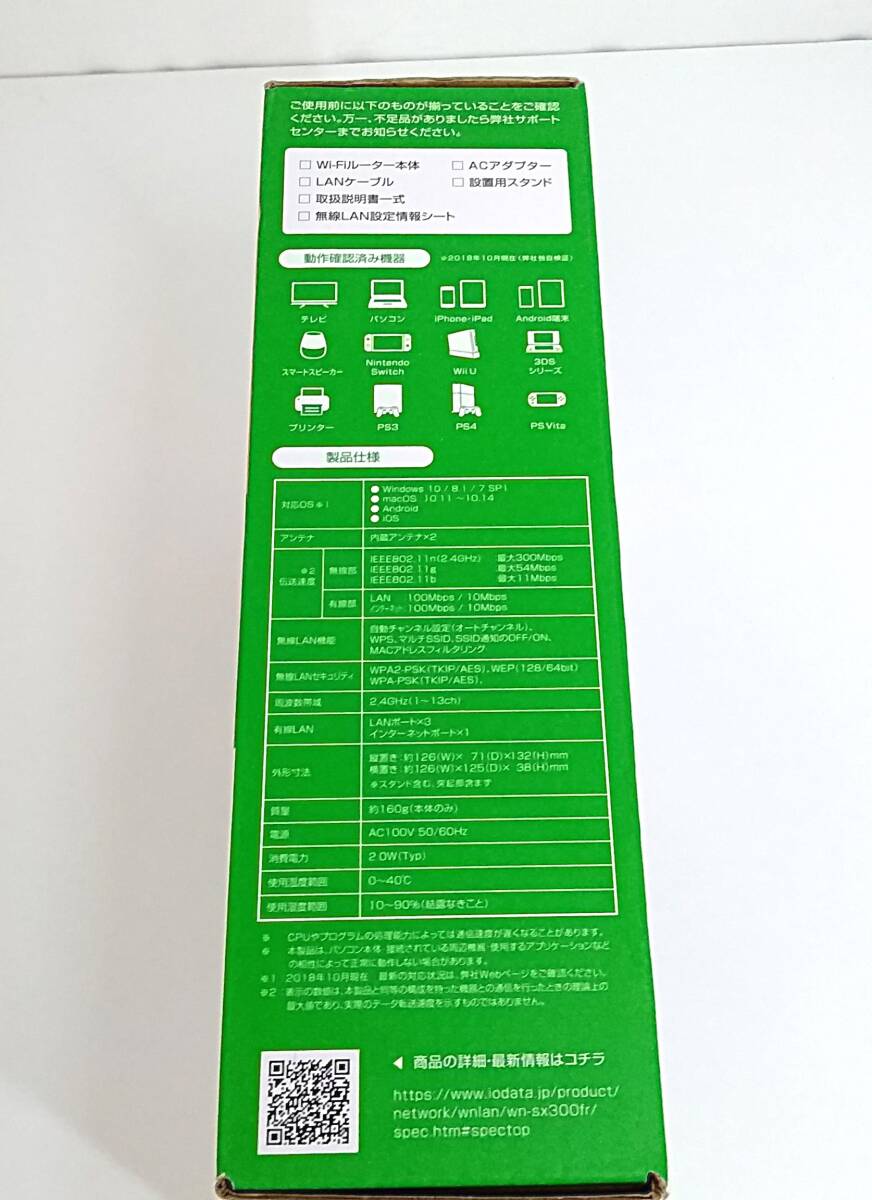 ご使用前に以下のものが揃っていることをご確認
ください。万一、不足品がありましたら弊社サポート
センターまでお知らせください。
□ Wi-Fiルーター本体 □ ACアダプター
□ LANケーブル □ 設置用スタンド
□ 取扱説明書一式
□ 無線LAN設定情報シート
動作確認済み機器 ※2018年10月現在(弊社独自検証)
テレビ パソコン iPhone・iPad Android端末
スマートスピーカー Nintendo Switch Wii U 3DS シリーズ
プリンター PS3 PS4 PS Vita
製品仕様
対応OS※1
● Windows 10 / 8.1 / 7 SP1
● macOS 10.11 ～10.14
● Android
● iOS
アンテナ 内蔵アンテナ×2
※2 伝送速度
無線部
IEEE802.11n(2.4GHz) 最大300Mbps
IEEE802.11g 最大54Mbps
IEEE802.11b 最大11Mbps
有線部
LAN 100Mbps / 10Mbps
インターネット 100Mbps / 10Mbps
無線LAN機能
自動チャンネル設定(オートチャンネル)、
WPS、マルチSSID、SSID通知のOFF/ON、
MACアドレスフィルタリング
無線LANセキュリティ
WPA2-PSK(TKIP/AES)、WEP(128/64bit)
WPA-PSK(TKIP/AES)、
周波数帯域 2.4GHz(1～13ch)
有線LAN
LANポート×3
インターネットポート×1
外形寸法
縦置き:約126(W)× 71(D)×132(H)mm
横置き:約126(W)×125(D)× 38(H)mm
※スタンド含む、突起部含まず
質量 約160g(本体のみ)
電源 AC100V 50/60Hz
消費電力 2.0W(Typ)
使用温度範囲 0～40℃
使用湿度範囲 10～90%(結露なきこと)
※ CPUやプログラムの処理能力によっては通信速度が遅くなることがあります。
※ 本製品は、パソコン本体・接続されている周辺機器・使用するアプリケーションなど
の相性によって正常に動作しない場合があります。
※1 2018年10月現在 最新の対応状況は、弊社Webページをご確認ください。
※2 表示の数値は、本製品と同等の構成を持った機器との通信を行ったときの理論上の
最大値であり、実際のデータ転送速度を示すものではありません。
◀ 商品の詳細・最新情報はコチラ
https://www.iodata.jp/product/
network/wnlan/wn-sx300fr/
spec.htm#spectop